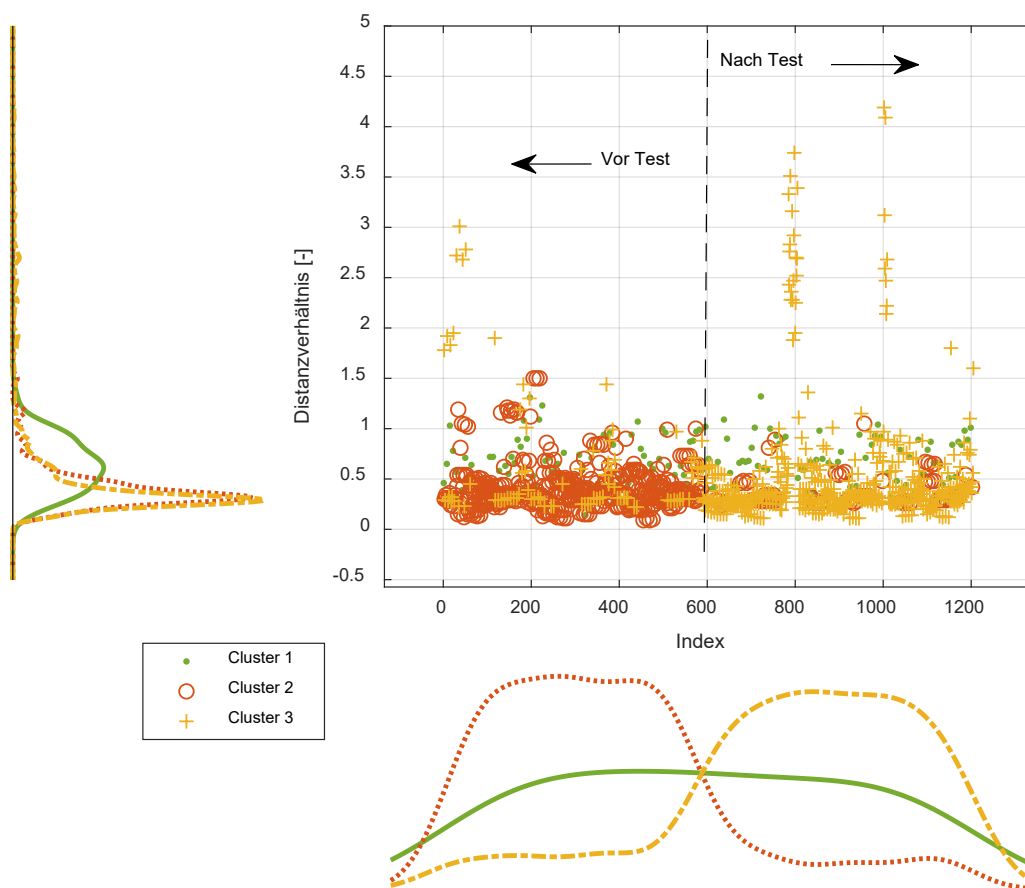 5
4.5
Nach Test
4
Vor Test
3.5
3
2.5
2
1.5
1
0.5
0
-0.5
Distanzverhältnis [-]
0 200 400 600 800 1000 1200
Index
Cluster 1
Cluster 2
Cluster 3